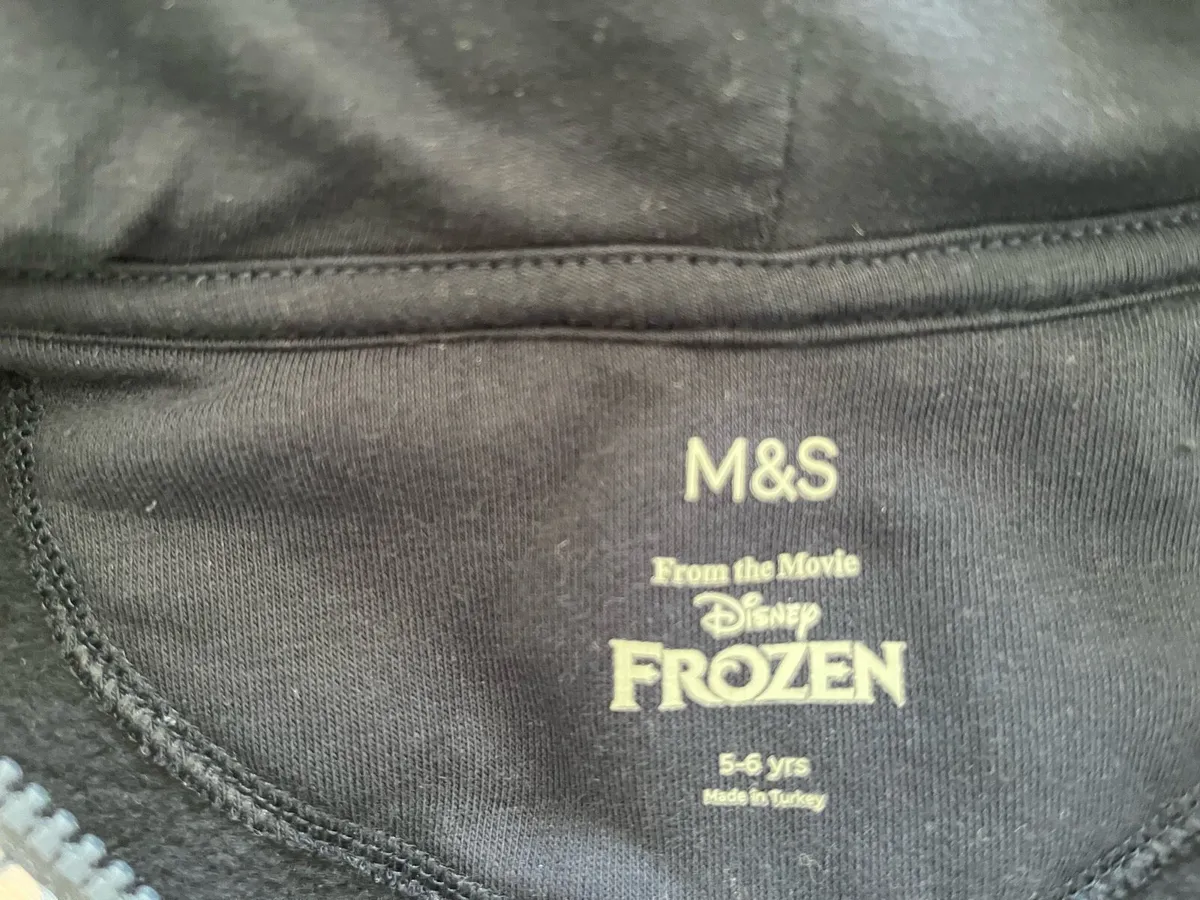 M&S
From the Movie
Disney
FROZEN
5-6 yrs
Made in Turkey